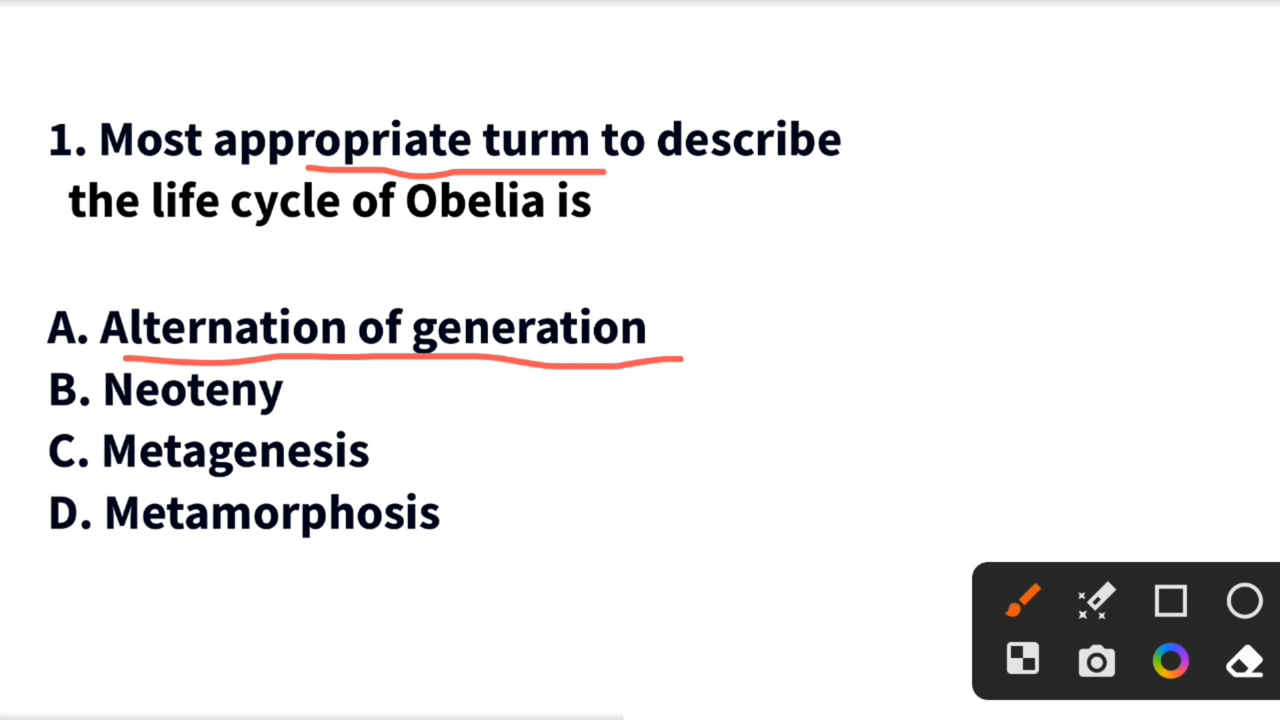 1. Most appropriate turm to describe
the life cycle of Obelia is
A. Alternation of generation
B. Neoteny
C. Metagenesis
D. Metamorphosis